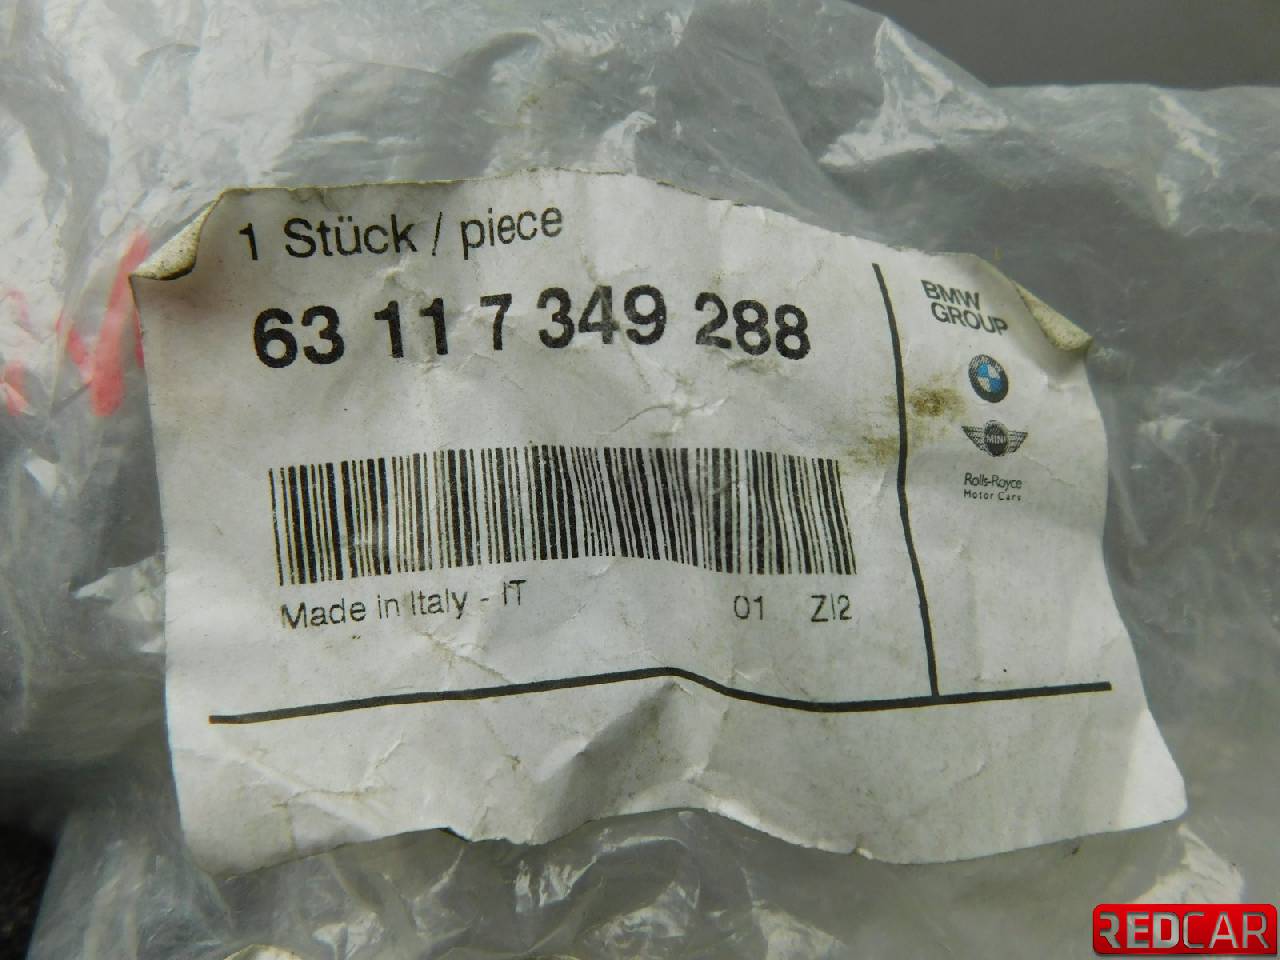 1 Stück / piece
63 11 7 349 288
BMW
GROUP
MINI
Rolls-Royce
Motor Cars
Made in Italy - IT
01 ZI2
REDCAR